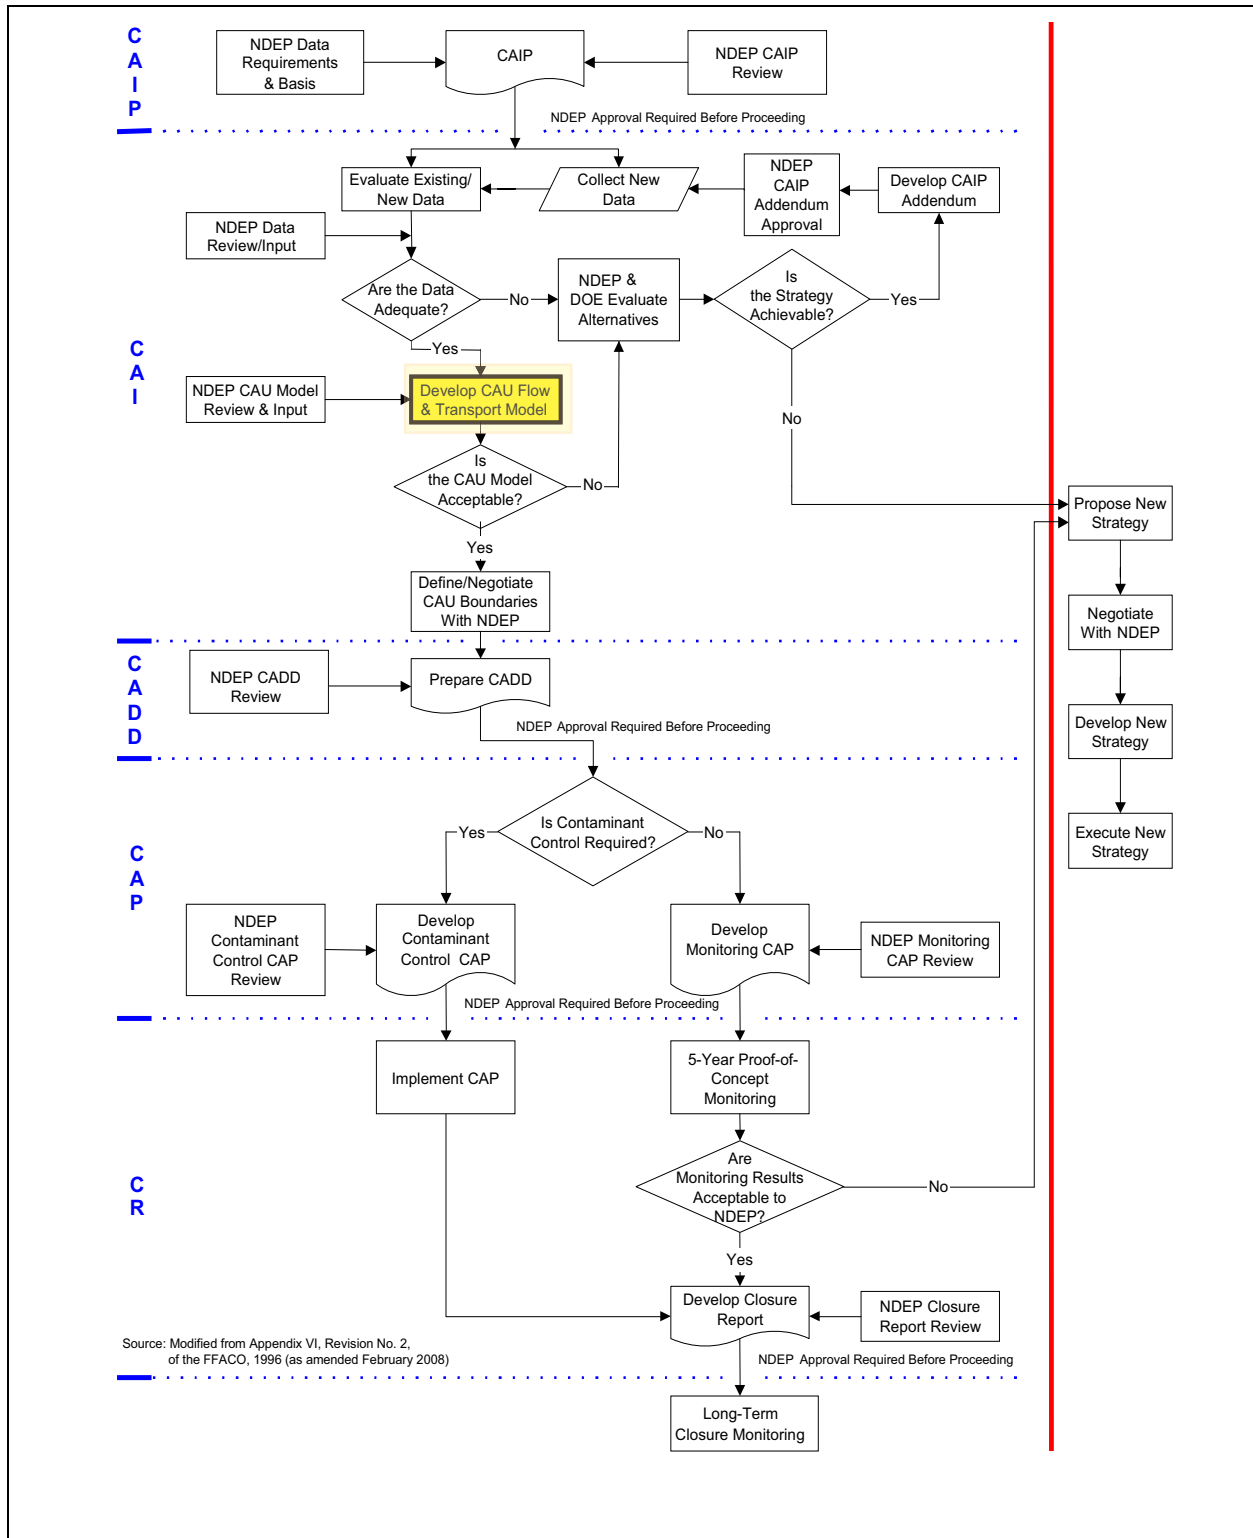 C
A
I
P
NDEP Data
Requirements
& Basis
CAIP
NDEP CAIP
Review
NDEP Approval Required Before Proceeding
C
A
I
Evaluate Existing/
New Data
Collect New
Data
NDEP
CAIP
Addendum
Approval
Develop CAIP
Addendum
NDEP Data
Review/Input
Are the Data
Adequate?
No
NDEP &
DOE Evaluate
Alternatives
Is
the Strategy
Achievable?
Yes
Yes
No
NDEP CAU Model
Review & Input
Develop CAU Flow
& Transport Model
Is
the CAU Model
Acceptable?
No
Yes
Define/Negotiate
CAU Boundaries
With NDEP
Propose New
Strategy
Negotiate
With NDEP
Develop New
Strategy
Execute New
Strategy
C
A
D
D
NDEP CADD
Review
Prepare CADD
NDEP Approval Required Before Proceeding
C
A
P
Is Contaminant
Control Required?
Yes
No
NDEP
Contaminant
Control CAP
Review
Develop
Contaminant
Control CAP
Develop
Monitoring CAP
NDEP Monitoring
CAP Review
NDEP Approval Required Before Proceeding
C
R
Implement CAP
5-Year Proof-of-
Concept
Monitoring
Are
Monitoring Results
Acceptable to
NDEP?
No
Yes
Develop Closure
Report
NDEP Closure
Report Review
Source: Modified from Appendix VI, Revision No. 2,
of the FFACO, 1996 (as amended February 2008)
NDEP Approval Required Before Proceeding
Long-Term
Closure Monitoring